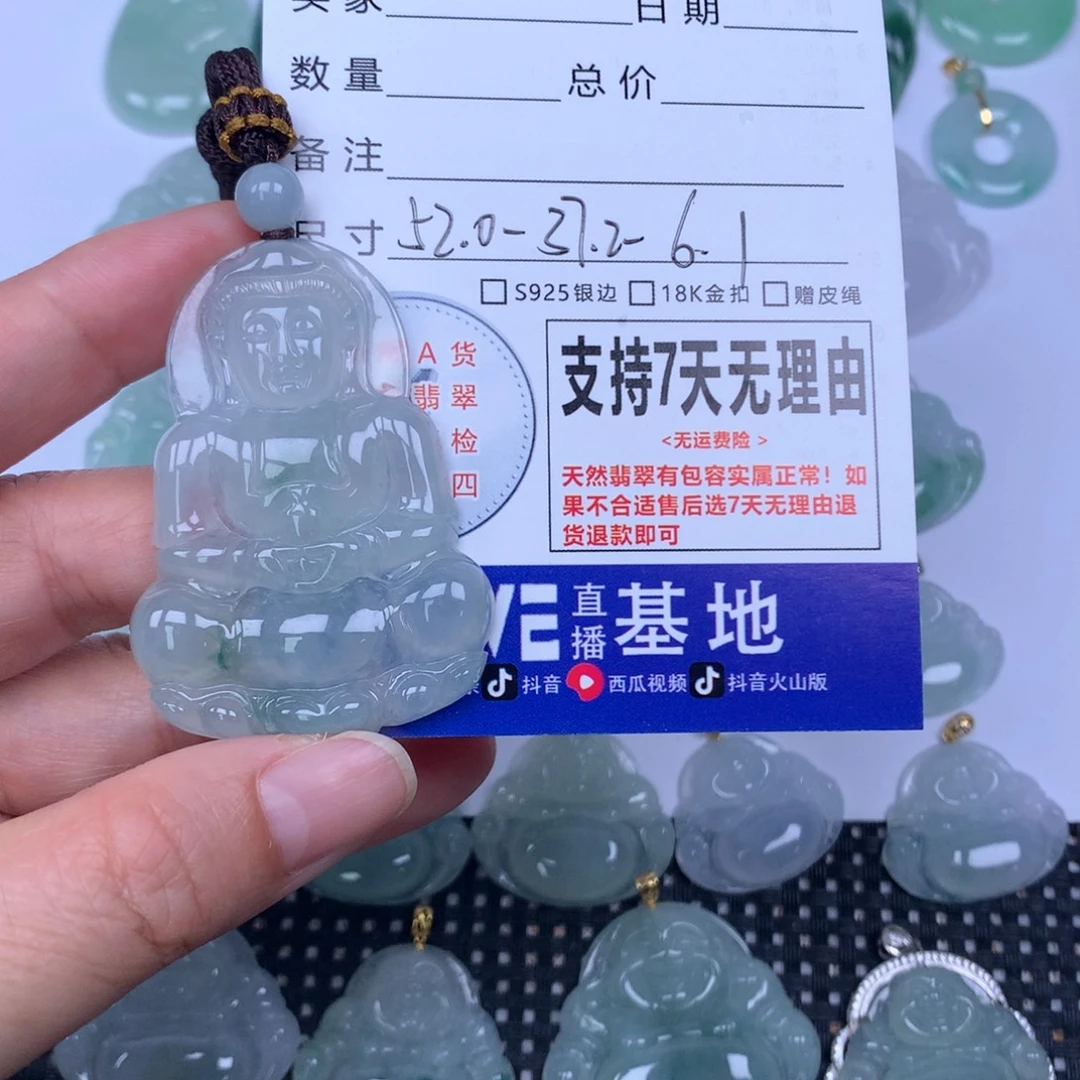 买家 日期
数量 总价
备注
尺寸 52.0-37.2-6.1
S925银边 18K金扣 赠皮绳
A 货
翡翠
检
四
支持7天无理由
<无运费险>
天然翡翠有包容实属正常！如
果不合适售后选7天无理由退
货退款即可
VE 直播 基地
抖音 西瓜视频 抖音火山版